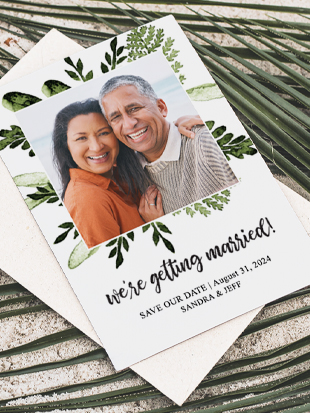 we're getting married!
SAVE OUR DATE | August 31, 2024
SANDRA & JEFF